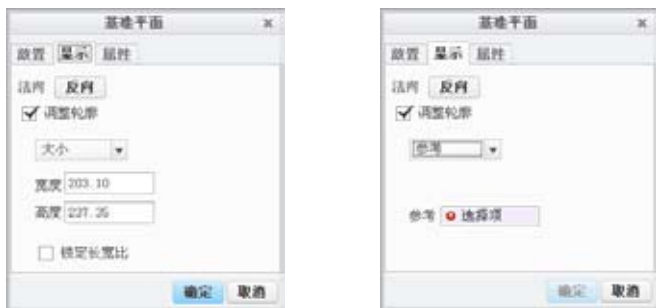 基准平面 ×
放置 显示 属性
法向 反向
调整轮廓
大小
宽度 203.10
高度 237.35
锁定长宽比
确定 取消
基准平面 ×
放置 显示 属性
法向 反向
调整轮廓
参考
参考 选择项
确定 取消